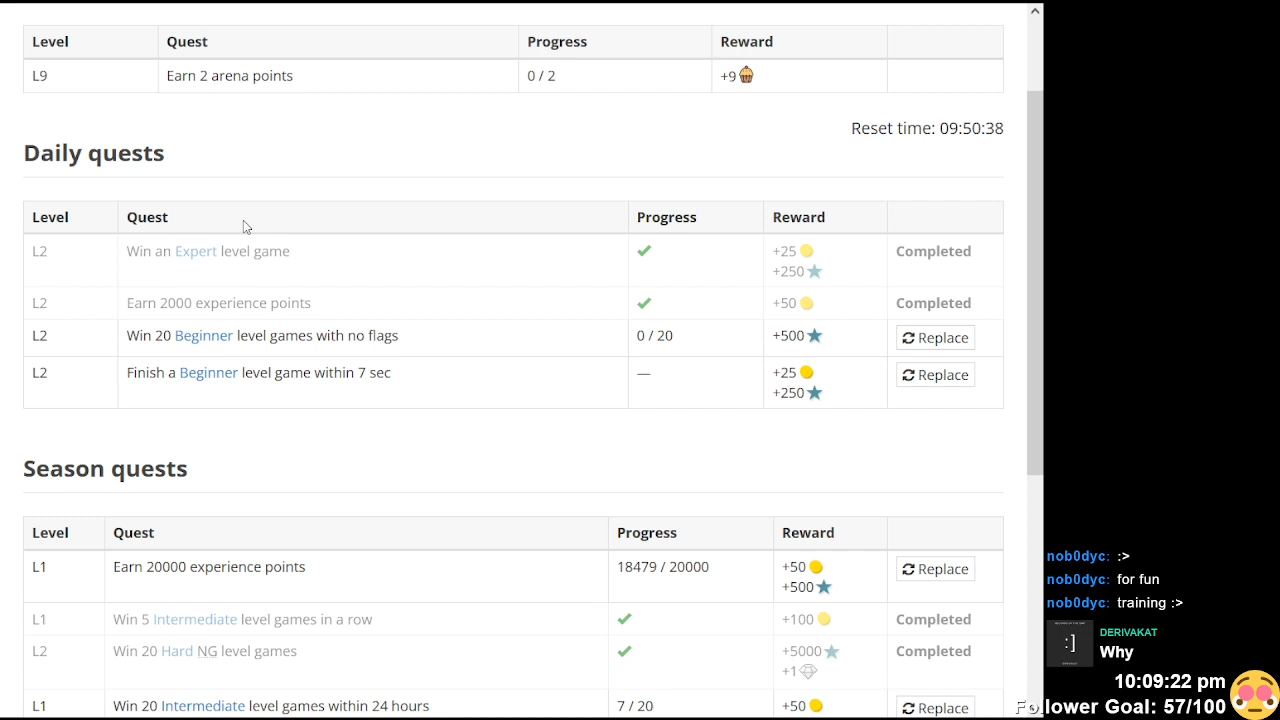 Level Quest Progress Reward
L9 Earn 2 arena points 0 / 2 +9
Reset time: 09:50:38
Daily quests
Level Quest Progress Reward
L2 Win an Expert level game +25 Completed
+250
L2 Earn 2000 experience points +50 Completed
L2 Win 20 Beginner level games with no flags 0 / 20 +500 Replace
L2 Finish a Beginner level game within 7 sec — +25 Replace
+250
Season quests
Level Quest Progress Reward
L1 Earn 20000 experience points 18479 / 20000 +50 Replace
+500
L1 Win 5 Intermediate level games in a row +100 Completed
L2 Win 20 Hard NG level games +5000 Completed
+1
L1 Win 20 Intermediate level games within 24 hours 7 / 20 +50 Replace
nob0dyc: :>
nob0dyc: for fun
nob0dyc: training :>
:]
DERIVAKAT
Why
10:09:22 pm
Follower Goal: 57/100